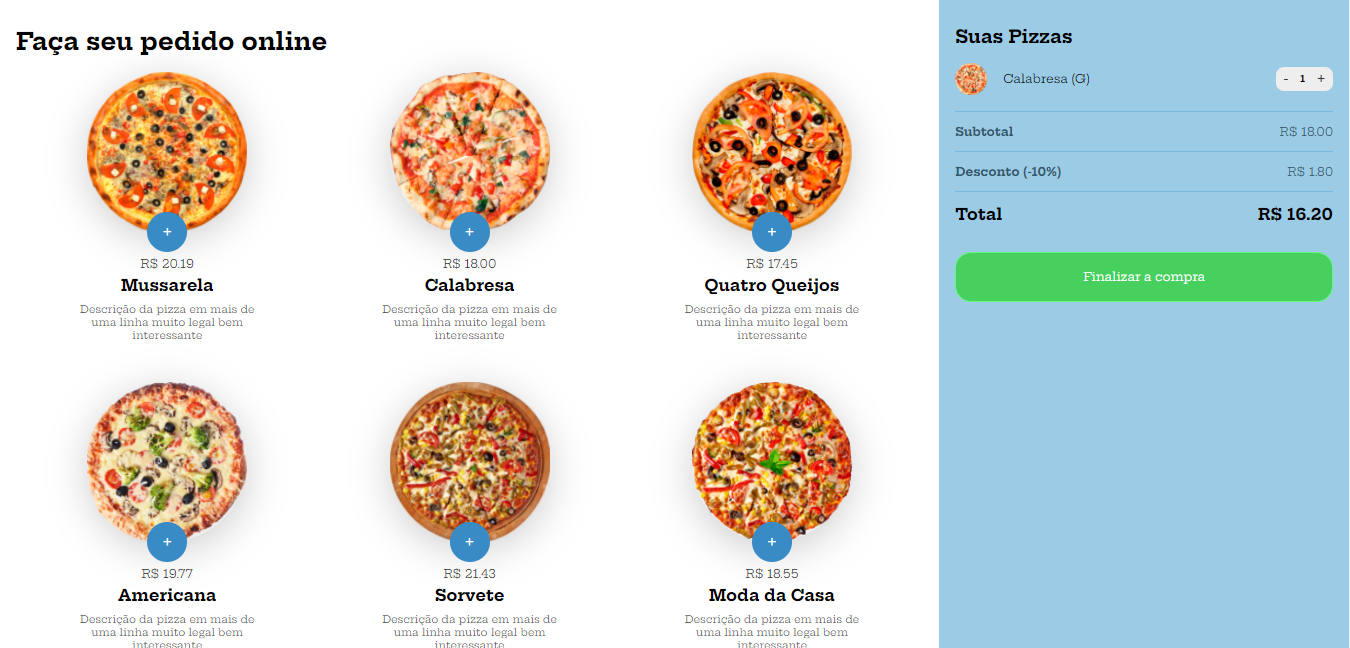 Faça seu pedido online
+
R$ 20.19
Mussarela
Descrição da pizza em mais de
uma linha muito legal bem
interessante
+
R$ 18.00
Calabresa
Descrição da pizza em mais de
uma linha muito legal bem
interessante
+
R$ 17.45
Quatro Queijos
Descrição da pizza em mais de
uma linha muito legal bem
interessante
+
R$ 19.77
Americana
Descrição da pizza em mais de
uma linha muito legal bem
interessante
+
R$ 21.43
Sorvete
Descrição da pizza em mais de
uma linha muito legal bem
interessante
+
R$ 18.55
Moda da Casa
Descrição da pizza em mais de
uma linha muito legal bem
interessante
Suas Pizzas
Calabresa (G) - 1 +
Subtotal R$ 18.00
Desconto (-10%) R$ 1.80
Total R$ 16.20
Finalizar a compra